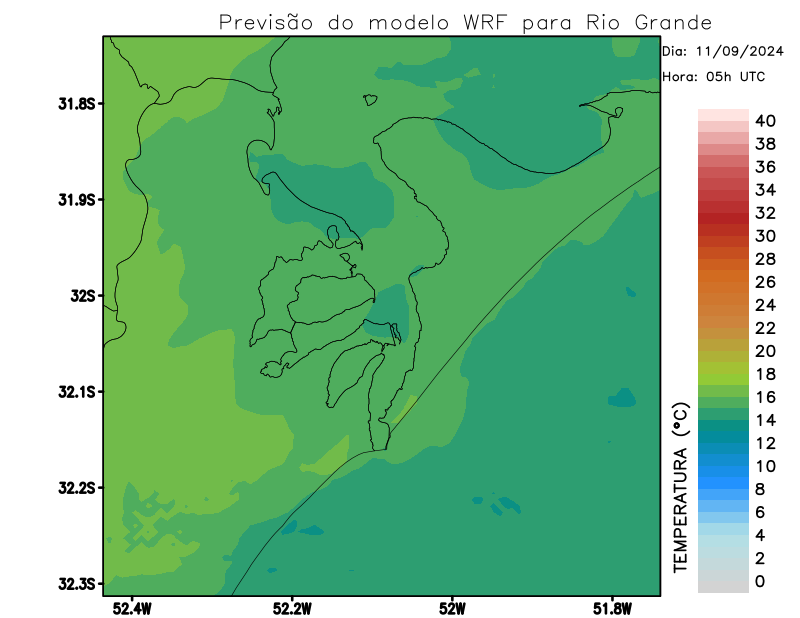 Previsão do modelo WRF para Rio Grande
Dia: 11/09/2024
Hora: 05h UTC
31.8S
31.9S
32S
32.1S
32.2S
32.3S
52.4W
52.2W
52W
51.8W
TEMPERATURA (°C)
40
38
36
34
32
30
28
26
24
22
20
18
16
14
12
10
8
6
4
2
0